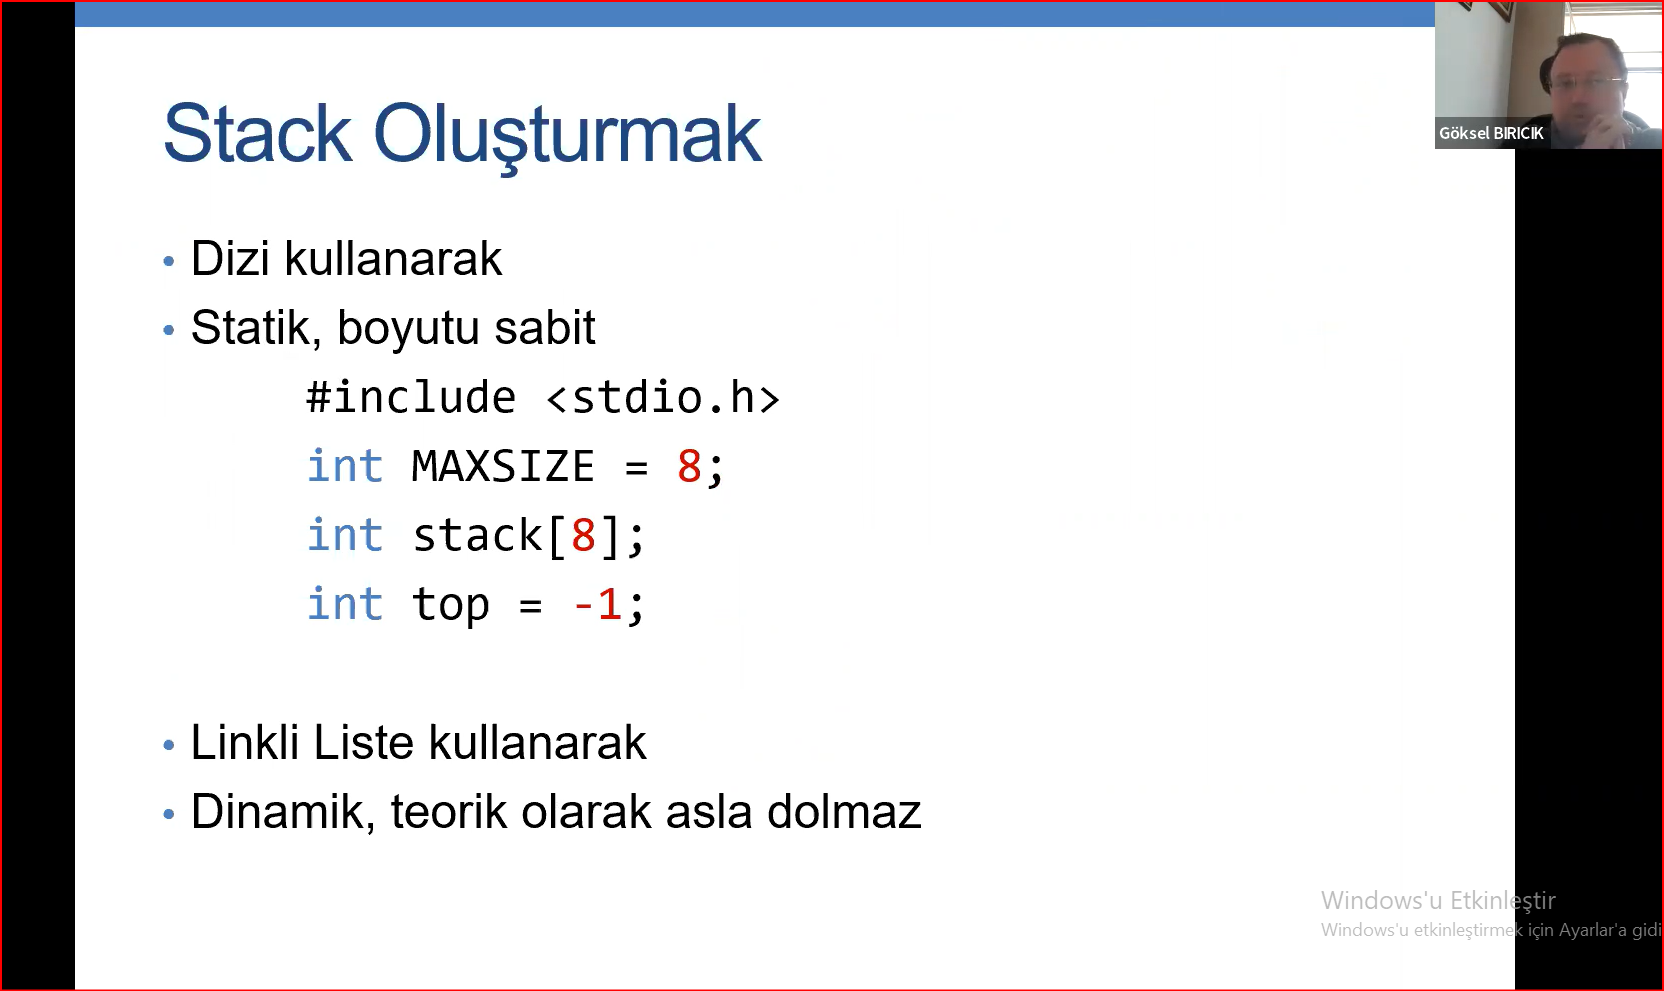 Stack Oluşturmak
Göksel BIRICIK
• Dizi kullanarak
• Statik, boyutu sabit
#include <stdio.h>
int MAXSIZE = 8;
int stack[8];
int top = -1;
• Linkli Liste kullanarak
• Dinamik, teorik olarak asla dolmaz
Windows'u Etkinleştir
Windows'u etkinleştirmek için Ayarlar'a gidi